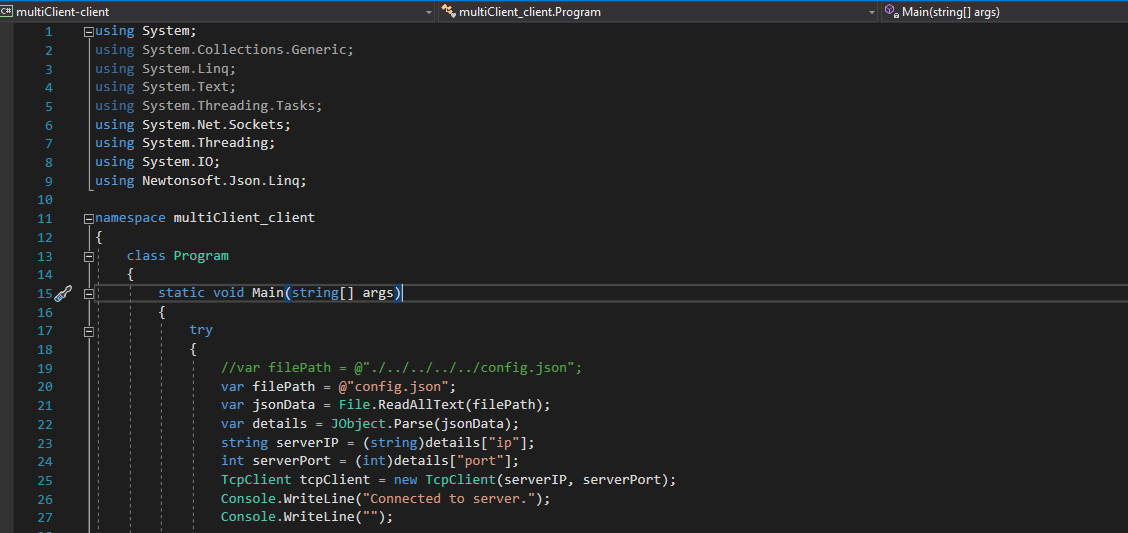 C# multiClient-client
multiClient_client.Program
Main(string[] args)
1 using System;
2 using System.Collections.Generic;
3 using System.Linq;
4 using System.Text;
5 using System.Threading.Tasks;
6 using System.Net.Sockets;
7 using System.Threading;
8 using System.IO;
9 using Newtonsoft.Json.Linq;
10
11 namespace multiClient_client
12 {
13 class Program
14 {
15 static void Main(string[] args)
16 {
17 try
18 {
19 //var filePath = @"./../../../../config.json";
20 var filePath = @"config.json";
21 var jsonData = File.ReadAllText(filePath);
22 var details = JObject.Parse(jsonData);
23 string serverIP = (string)details["ip"];
24 int serverPort = (int)details["port"];
25 TcpClient tcpClient = new TcpClient(serverIP, serverPort);
26 Console.WriteLine("Connected to server.");
27 Console.WriteLine("");